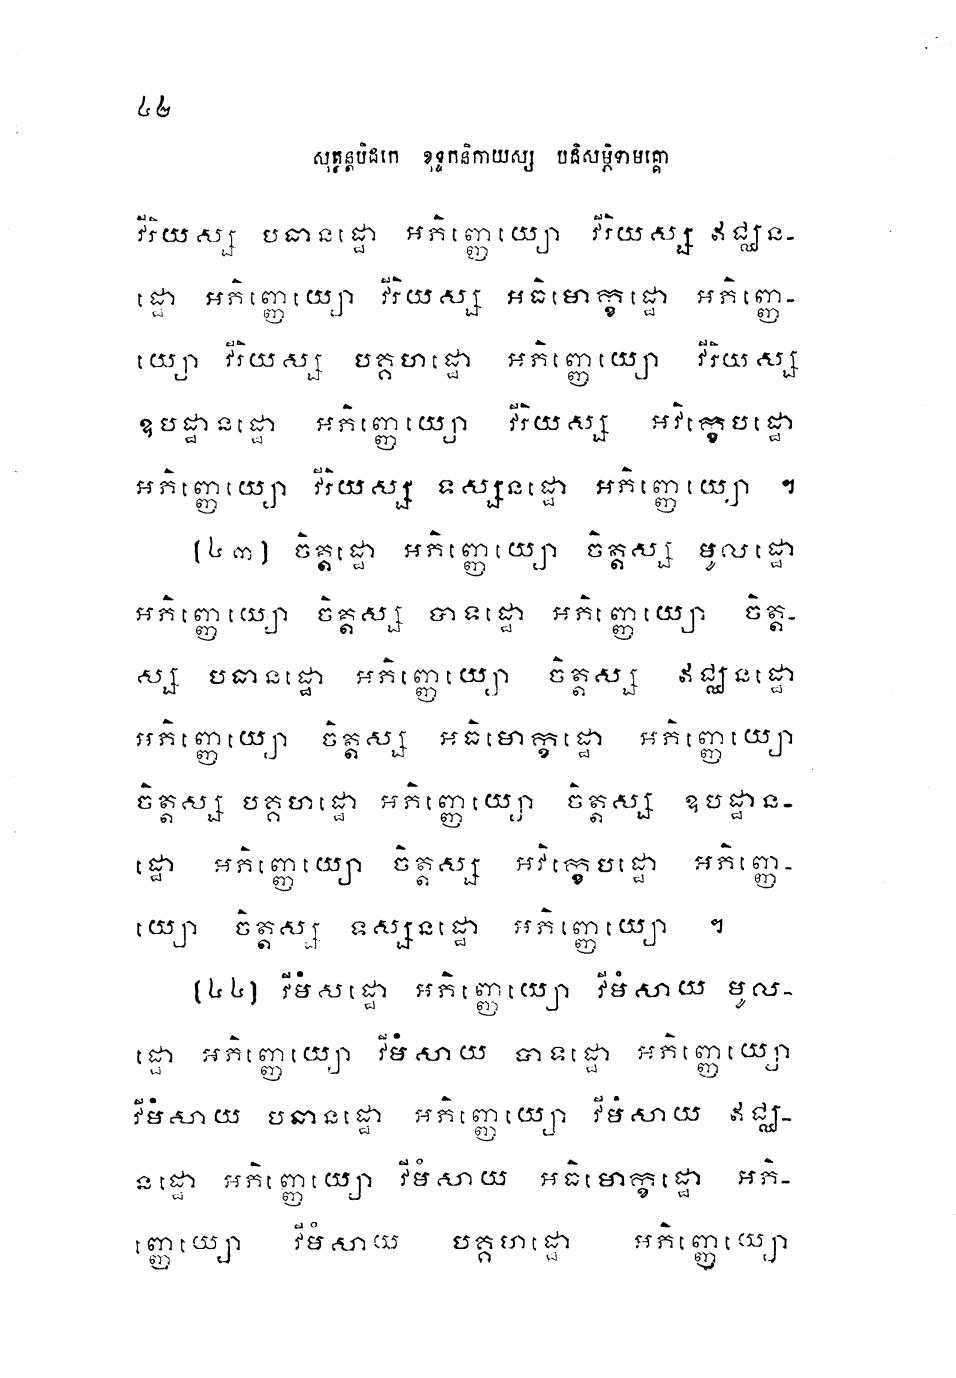 ៤៤
សុត្តន្តបិដកេ ខុទ្ទកនិកាយស្ស បដិសម្ភិទាមគ្គោ
វីរិយស្ស បធានដ្ឋោ អភិញ្ញេយ្យោ វីរិយស្ស ឥជ្ឈន-
ដ្ឋោ អភិញ្ញេយ្យោ វីរិយស្ស អធិមោក្ខដ្ឋោ អភិញ្ញេ-
យ្យោ វីរិយស្ស បគ្គហដ្ឋោ អភិញ្ញេយ្យោ វីរិយស្ស
ឧបដ្ឋានដ្ឋោ អភិញ្ញេយ្យោ វីរិយស្ស អវិក្ខេបដ្ឋោ
អភិញ្ញេយ្យោ វីរិយស្ស ទស្សនដ្ឋោ អភិញ្ញេយ្យោ ។
(៤៣) ចិត្តដ្ឋោ អភិញ្ញេយ្យោ ចិត្តស្ស មូលដ្ឋោ
អភិញ្ញេយ្យោ ចិត្តស្ស បាទដ្ឋោ អភិញ្ញេយ្យោ ចិត្ត-
ស្ស បធានដ្ឋោ អភិញ្ញេយ្យោ ចិត្តស្ស ឥជ្ឈនដ្ឋោ
អភិញ្ញេយ្យោ ចិត្តស្ស អធិមោក្ខដ្ឋោ អភិញ្ញេយ្យោ
ចិត្តស្ស បគ្គហដ្ឋោ អភិញ្ញេយ្យោ ចិត្តស្ស ឧបដ្ឋាន-
ដ្ឋោ អភិញ្ញេយ្យោ ចិត្តស្ស អវិក្ខេបដ្ឋោ អភិញ្ញេ-
យ្យោ ចិត្តស្ស ទស្សនដ្ឋោ អភិញ្ញេយ្យោ ។
(៤៤) វីមំសដ្ឋោ អភិញ្ញេយ្យោ វីមំសាយ មូល-
ដ្ឋោ អភិញ្ញេយ្យោ វីមំសាយ បាទដ្ឋោ អភិញ្ញេយ្យោ
វីមំសាយ បធានដ្ឋោ អភិញ្ញេយ្យោ វីមំសាយ ឥជ្ឈ-
នដ្ឋោ អភិញ្ញេយ្យោ វីមំសាយ អធិមោក្ខដ្ឋោ អភិ-
ញ្ញេយ្យោ វីមំសាយ បគ្គហដ្ឋោ អភិញ្ញេយ្យោ